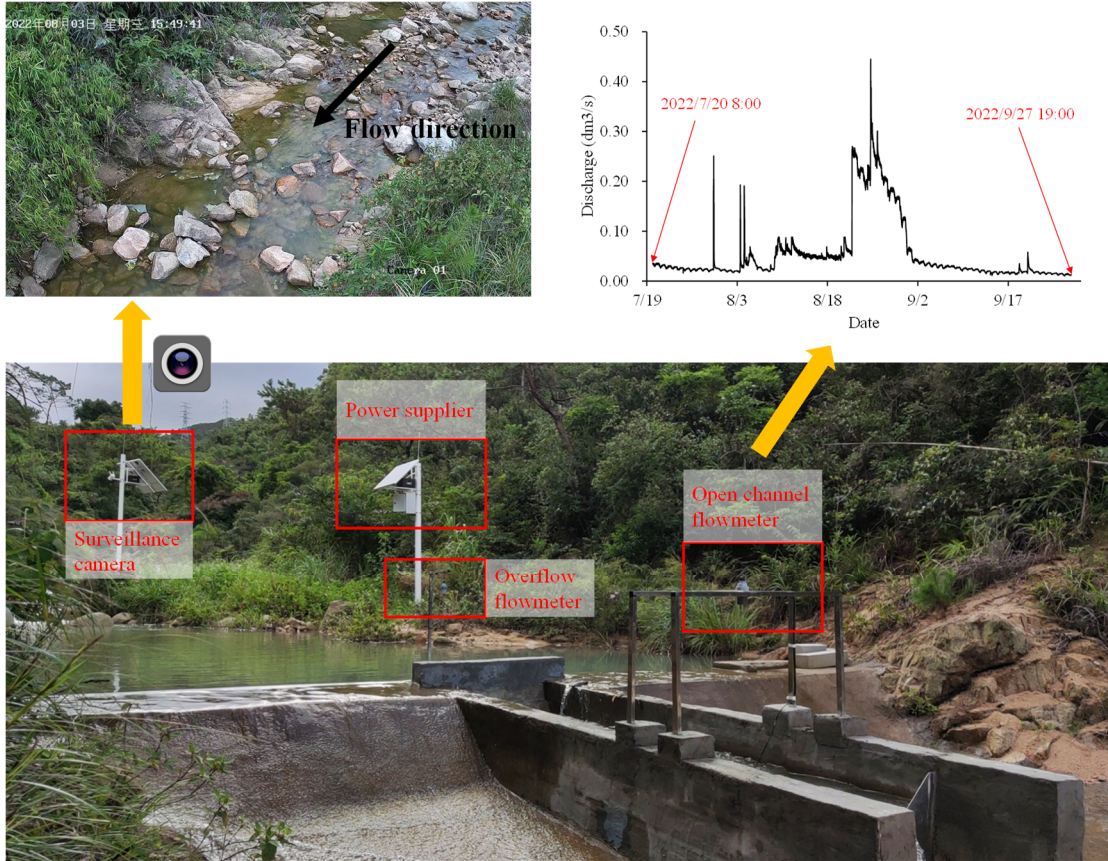 2022年08月03日 星期三 15:49:41
Flow direction
Camera 01
0.50
0.40
0.30
0.20
0.10
0.00
Discharge (dm3/s)
2022/7/20 8:00
2022/9/27 19:00
7/19
8/3
8/18
9/2
9/17
Date
Power supplier
Surveillance
camera
Overflow
flowmeter
Open channel
flowmeter